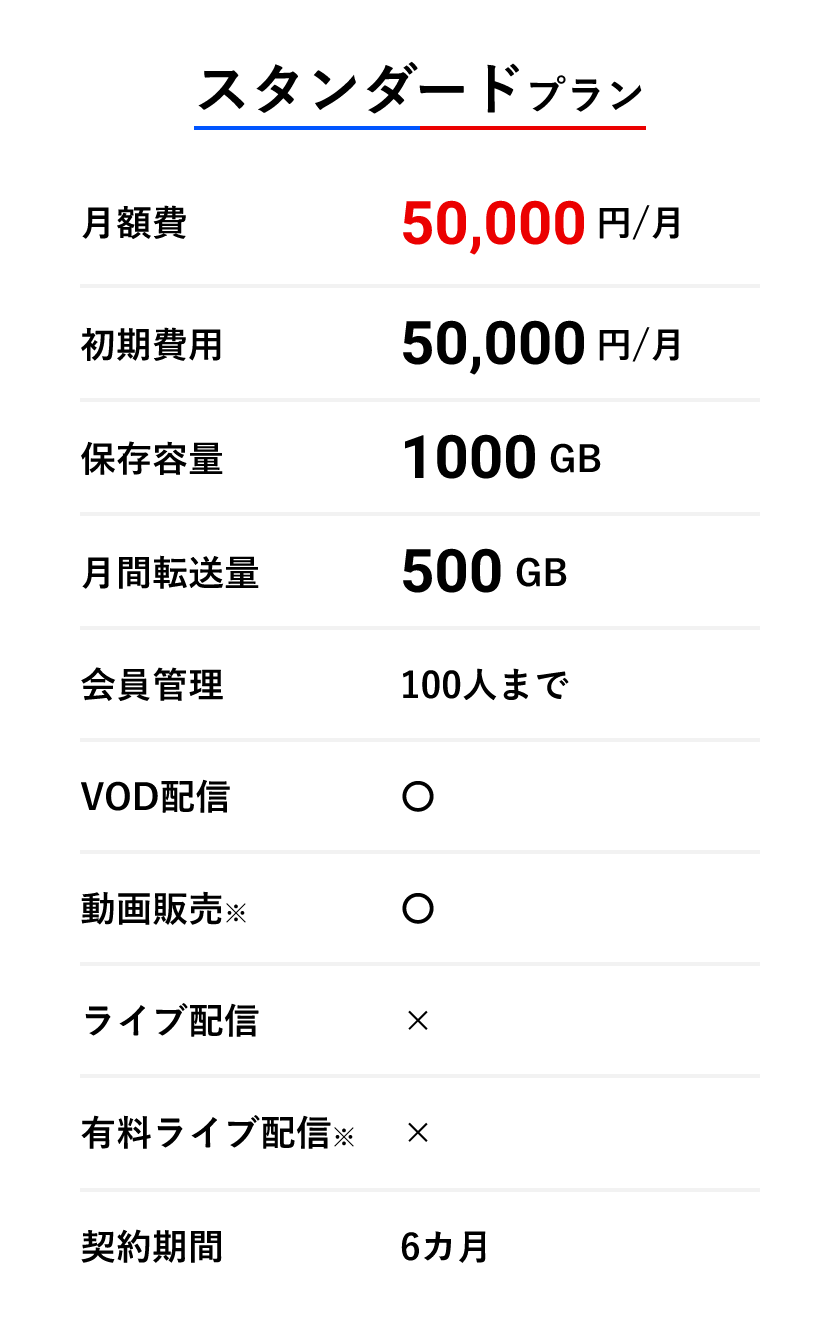 スタンダードプラン
月額費 50,000 円/月
初期費用 50,000 円/月
保存容量 1000 GB
月間転送量 500 GB
会員管理 100人まで
VOD配信 〇
動画販売※ 〇
ライブ配信 ×
有料ライブ配信※ ×
契約期間 6カ月